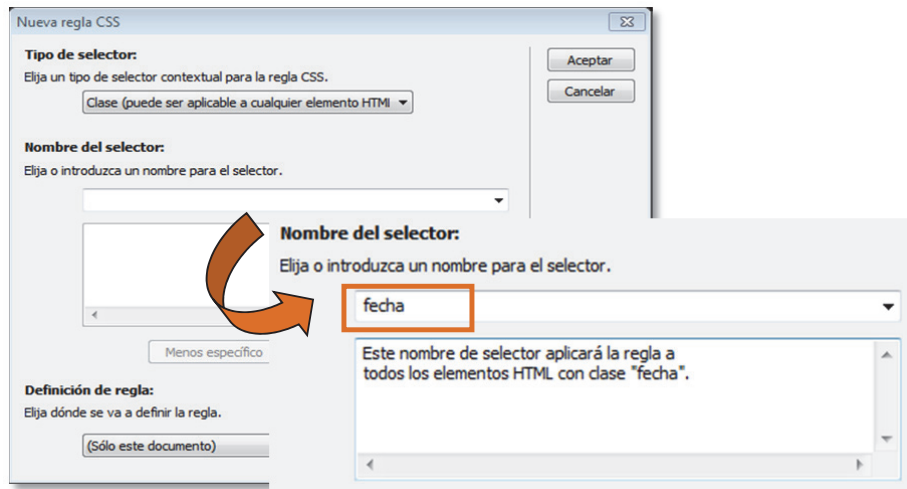 Nueva regla CSS
Tipo de selector:
Elija un tipo de selector contextual para la regla CSS.
Clase (puede ser aplicable a cualquier elemento HTMl
Aceptar
Cancelar
Nombre del selector:
Elija o introduzca un nombre para el selector.
Menos específico
Definición de regla:
Elija dónde se va a definir la regla.
(Sólo este documento)
Nombre del selector:
Elija o introduzca un nombre para el selector.
fecha
Este nombre de selector aplicará la regla a
todos los elementos HTML con clase "fecha".